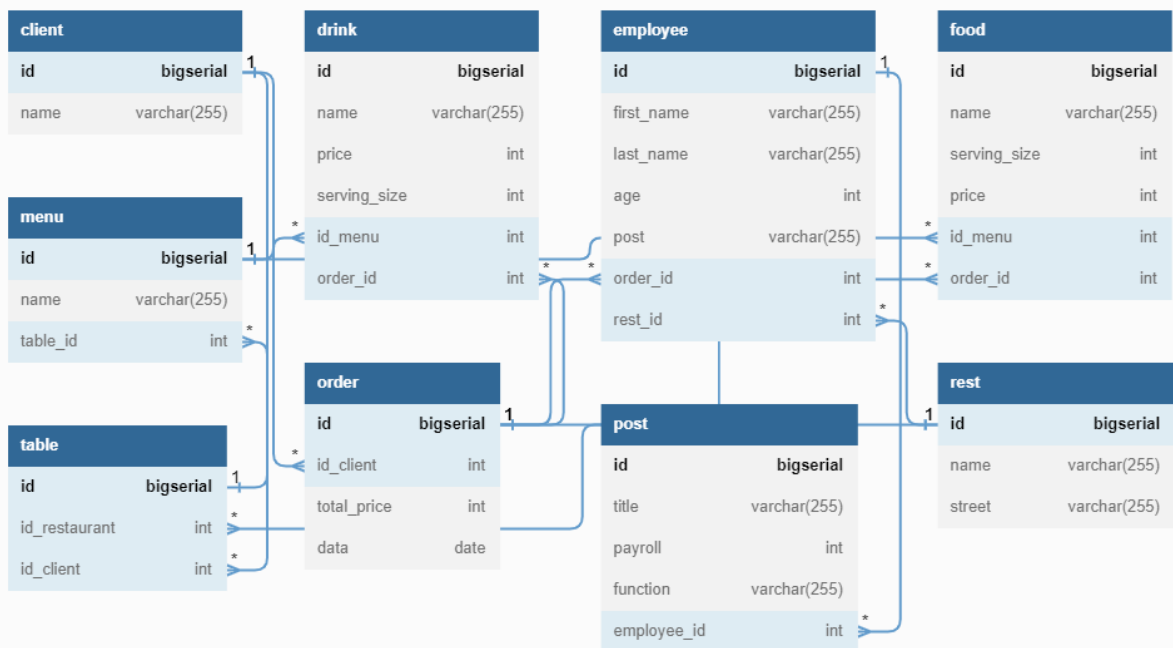 client
id bigserial 1
name varchar(255)
menu
id bigserial 1
name varchar(255)
table_id int *
table
id bigserial 1
id_restaurant int *
id_client int *
drink
id bigserial
name varchar(255)
price int
serving_size int
* id_menu int
order_id int *
order
id bigserial 1
* id_client int
total_price int
data date
employee
id bigserial 1
first_name varchar(255)
last_name varchar(255)
age int
post varchar(255)
* order_id int
rest_id int *
post
id bigserial
title varchar(255)
payroll int
function varchar(255)
employee_id int *
food
id bigserial
name varchar(255)
serving_size int
price int
* id_menu int
* order_id int
rest
1 id bigserial
name varchar(255)
street varchar(255)